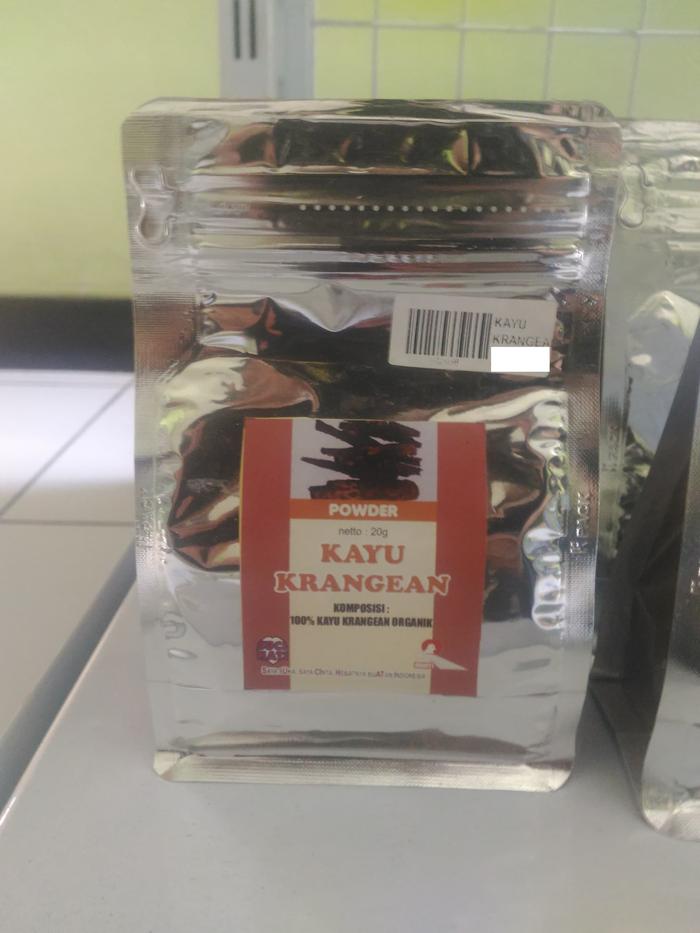 KAYU
KRANGEA
POWDER
netto : 20g
KAYU
KRANGEAN
KOMPOSISI :
100% KAYU KRANGEAN ORGANIK